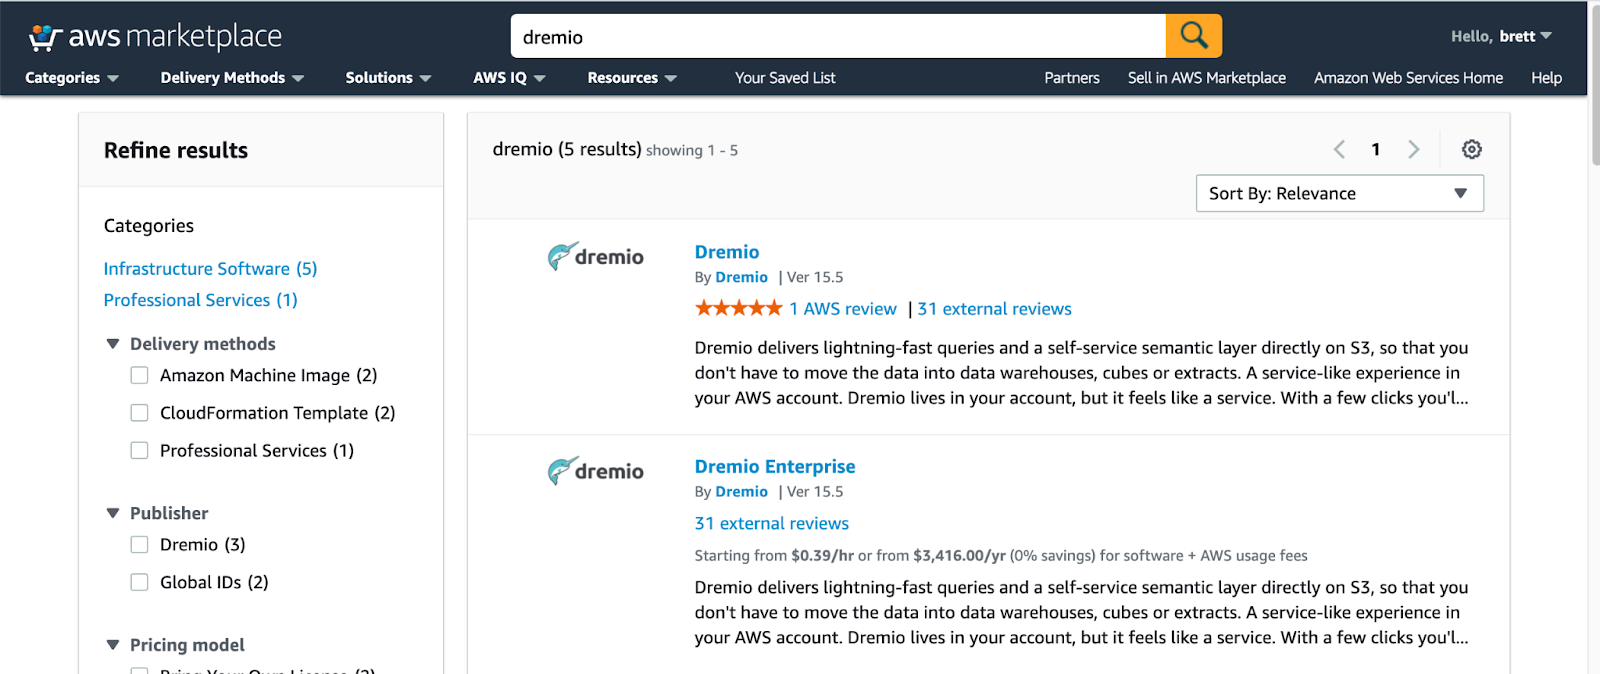 aws marketplace
dremio
Hello, brett
Categories
Delivery Methods
Solutions
AWS IQ
Resources
Your Saved List
Partners
Sell in AWS Marketplace
Amazon Web Services Home
Help
Refine results
Categories
Infrastructure Software (5)
Professional Services (1)
Delivery methods
Amazon Machine Image (2)
CloudFormation Template (2)
Professional Services (1)
Publisher
Dremio (3)
Global IDs (2)
Pricing model
Bring Your Own License (2)
dremio (5 results) showing 1 - 5
1
Sort By: Relevance
dremio
Dremio
By Dremio | Ver 15.5
1 AWS review | 31 external reviews
Dremio delivers lightning-fast queries and a self-service semantic layer directly on S3, so that you
don't have to move the data into data warehouses, cubes or extracts. A service-like experience in
your AWS account. Dremio lives in your account, but it feels like a service. With a few clicks you'l...
dremio
Dremio Enterprise
By Dremio | Ver 15.5
31 external reviews
Starting from $0.39/hr or from $3,416.00/yr (0% savings) for software + AWS usage fees
Dremio delivers lightning-fast queries and a self-service semantic layer directly on S3, so that you
don't have to move the data into data warehouses, cubes or extracts. A service-like experience in
your AWS account. Dremio lives in your account, but it feels like a service. With a few clicks you'l...